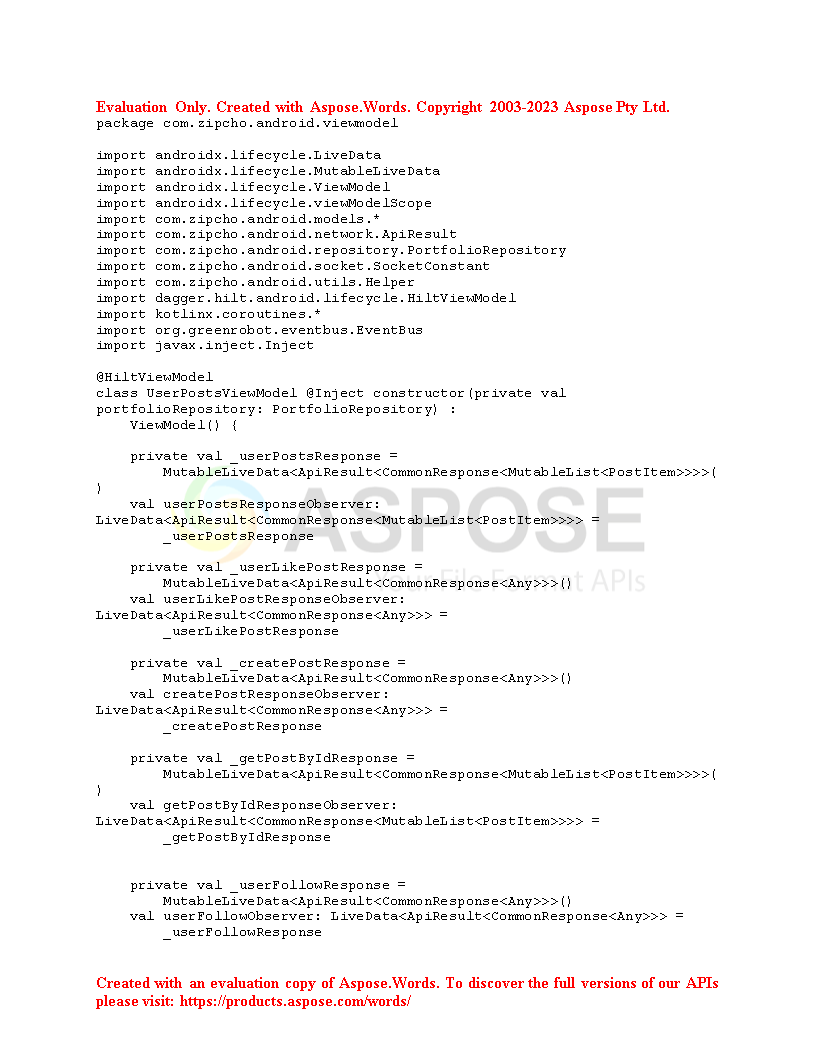 Evaluation Only. Created with Aspose.Words. Copyright 2003-2023 Aspose Pty Ltd.
package com.zipcho.android.viewmodel
import androidx.lifecycle.LiveData
import androidx.lifecycle.MutableLiveData
import androidx.lifecycle.ViewModel
import androidx.lifecycle.viewModelScope
import com.zipcho.android.models.*
import com.zipcho.android.network.ApiResult
import com.zipcho.android.repository.PortfolioRepository
import com.zipcho.android.socket.SocketConstant
import com.zipcho.android.utils.Helper
import dagger.hilt.android.lifecycle.HiltViewModel
import kotlinx.coroutines.*
import org.greenrobot.eventbus.EventBus
import javax.inject.Inject
@HiltViewModel
class UserPostsViewModel @Inject constructor(private val
portfolioRepository: PortfolioRepository) :
    ViewModel() {
    private val _userPostsResponse =
        MutableLiveData<ApiResult<CommonResponse<MutableList<PostItem>>>>(
)
    val userPostsResponseObserver:
LiveData<ApiResult<CommonResponse<MutableList<PostItem>>>> =
        _userPostsResponse
ASPOSE
    private val _userLikePostResponse =
        MutableLiveData<ApiResult<CommonResponse<Any>>>()
File Format APIs
    val userLikePostResponseObserver:
LiveData<ApiResult<CommonResponse<Any>>> =
        _userLikePostResponse
    private val _createPostResponse =
        MutableLiveData<ApiResult<CommonResponse<Any>>>()
    val createPostResponseObserver:
LiveData<ApiResult<CommonResponse<Any>>> =
        _createPostResponse
    private val _getPostByIdResponse =
        MutableLiveData<ApiResult<CommonResponse<MutableList<PostItem>>>>(
)
    val getPostByIdResponseObserver:
LiveData<ApiResult<CommonResponse<MutableList<PostItem>>>> =
        _getPostByIdResponse
    private val _userFollowResponse =
        MutableLiveData<ApiResult<CommonResponse<Any>>>()
    val userFollowObserver: LiveData<ApiResult<CommonResponse<Any>>> =
        _userFollowResponse
Created with an evaluation copy of Aspose.Words. To discover the full versions of our APIs
please visit: https://products.aspose.com/words/